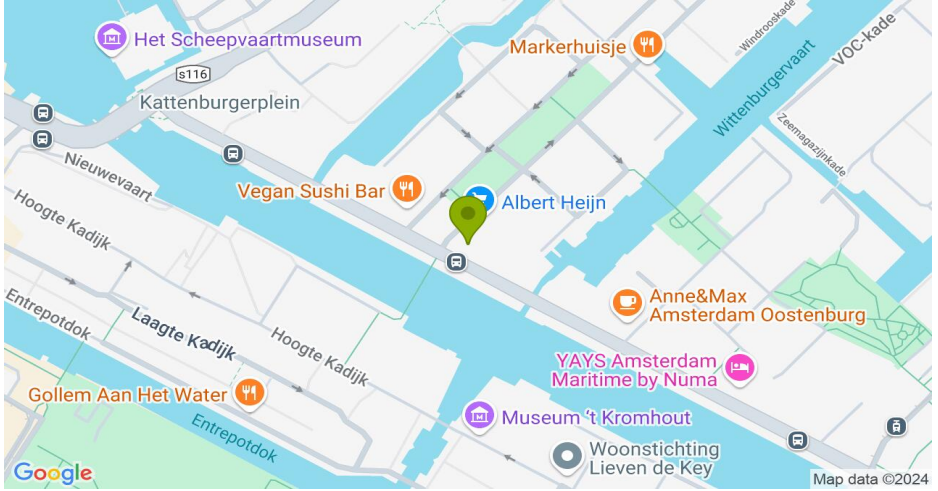 Het Scheepvaartmuseum
Markerhuisje
Windrooskade
VOC-kade
s116
Kattenburgerplein
Wittenburgervaart
Zeemagazijnkade
Nieuwevaart
Vegan Sushi Bar
Albert Heijn
Hoogte Kadijk
Anne&Max
Amsterdam Oostenburg
Entrepotdok
Laagte Kadijk
Hoogte Kadijk
YAYS Amsterdam
Maritime by Numa
Gollem Aan Het Water
Entrepotdok
Museum 't Kromhout
Woonstichting
Lieven de Key
Google
Map data ©2024